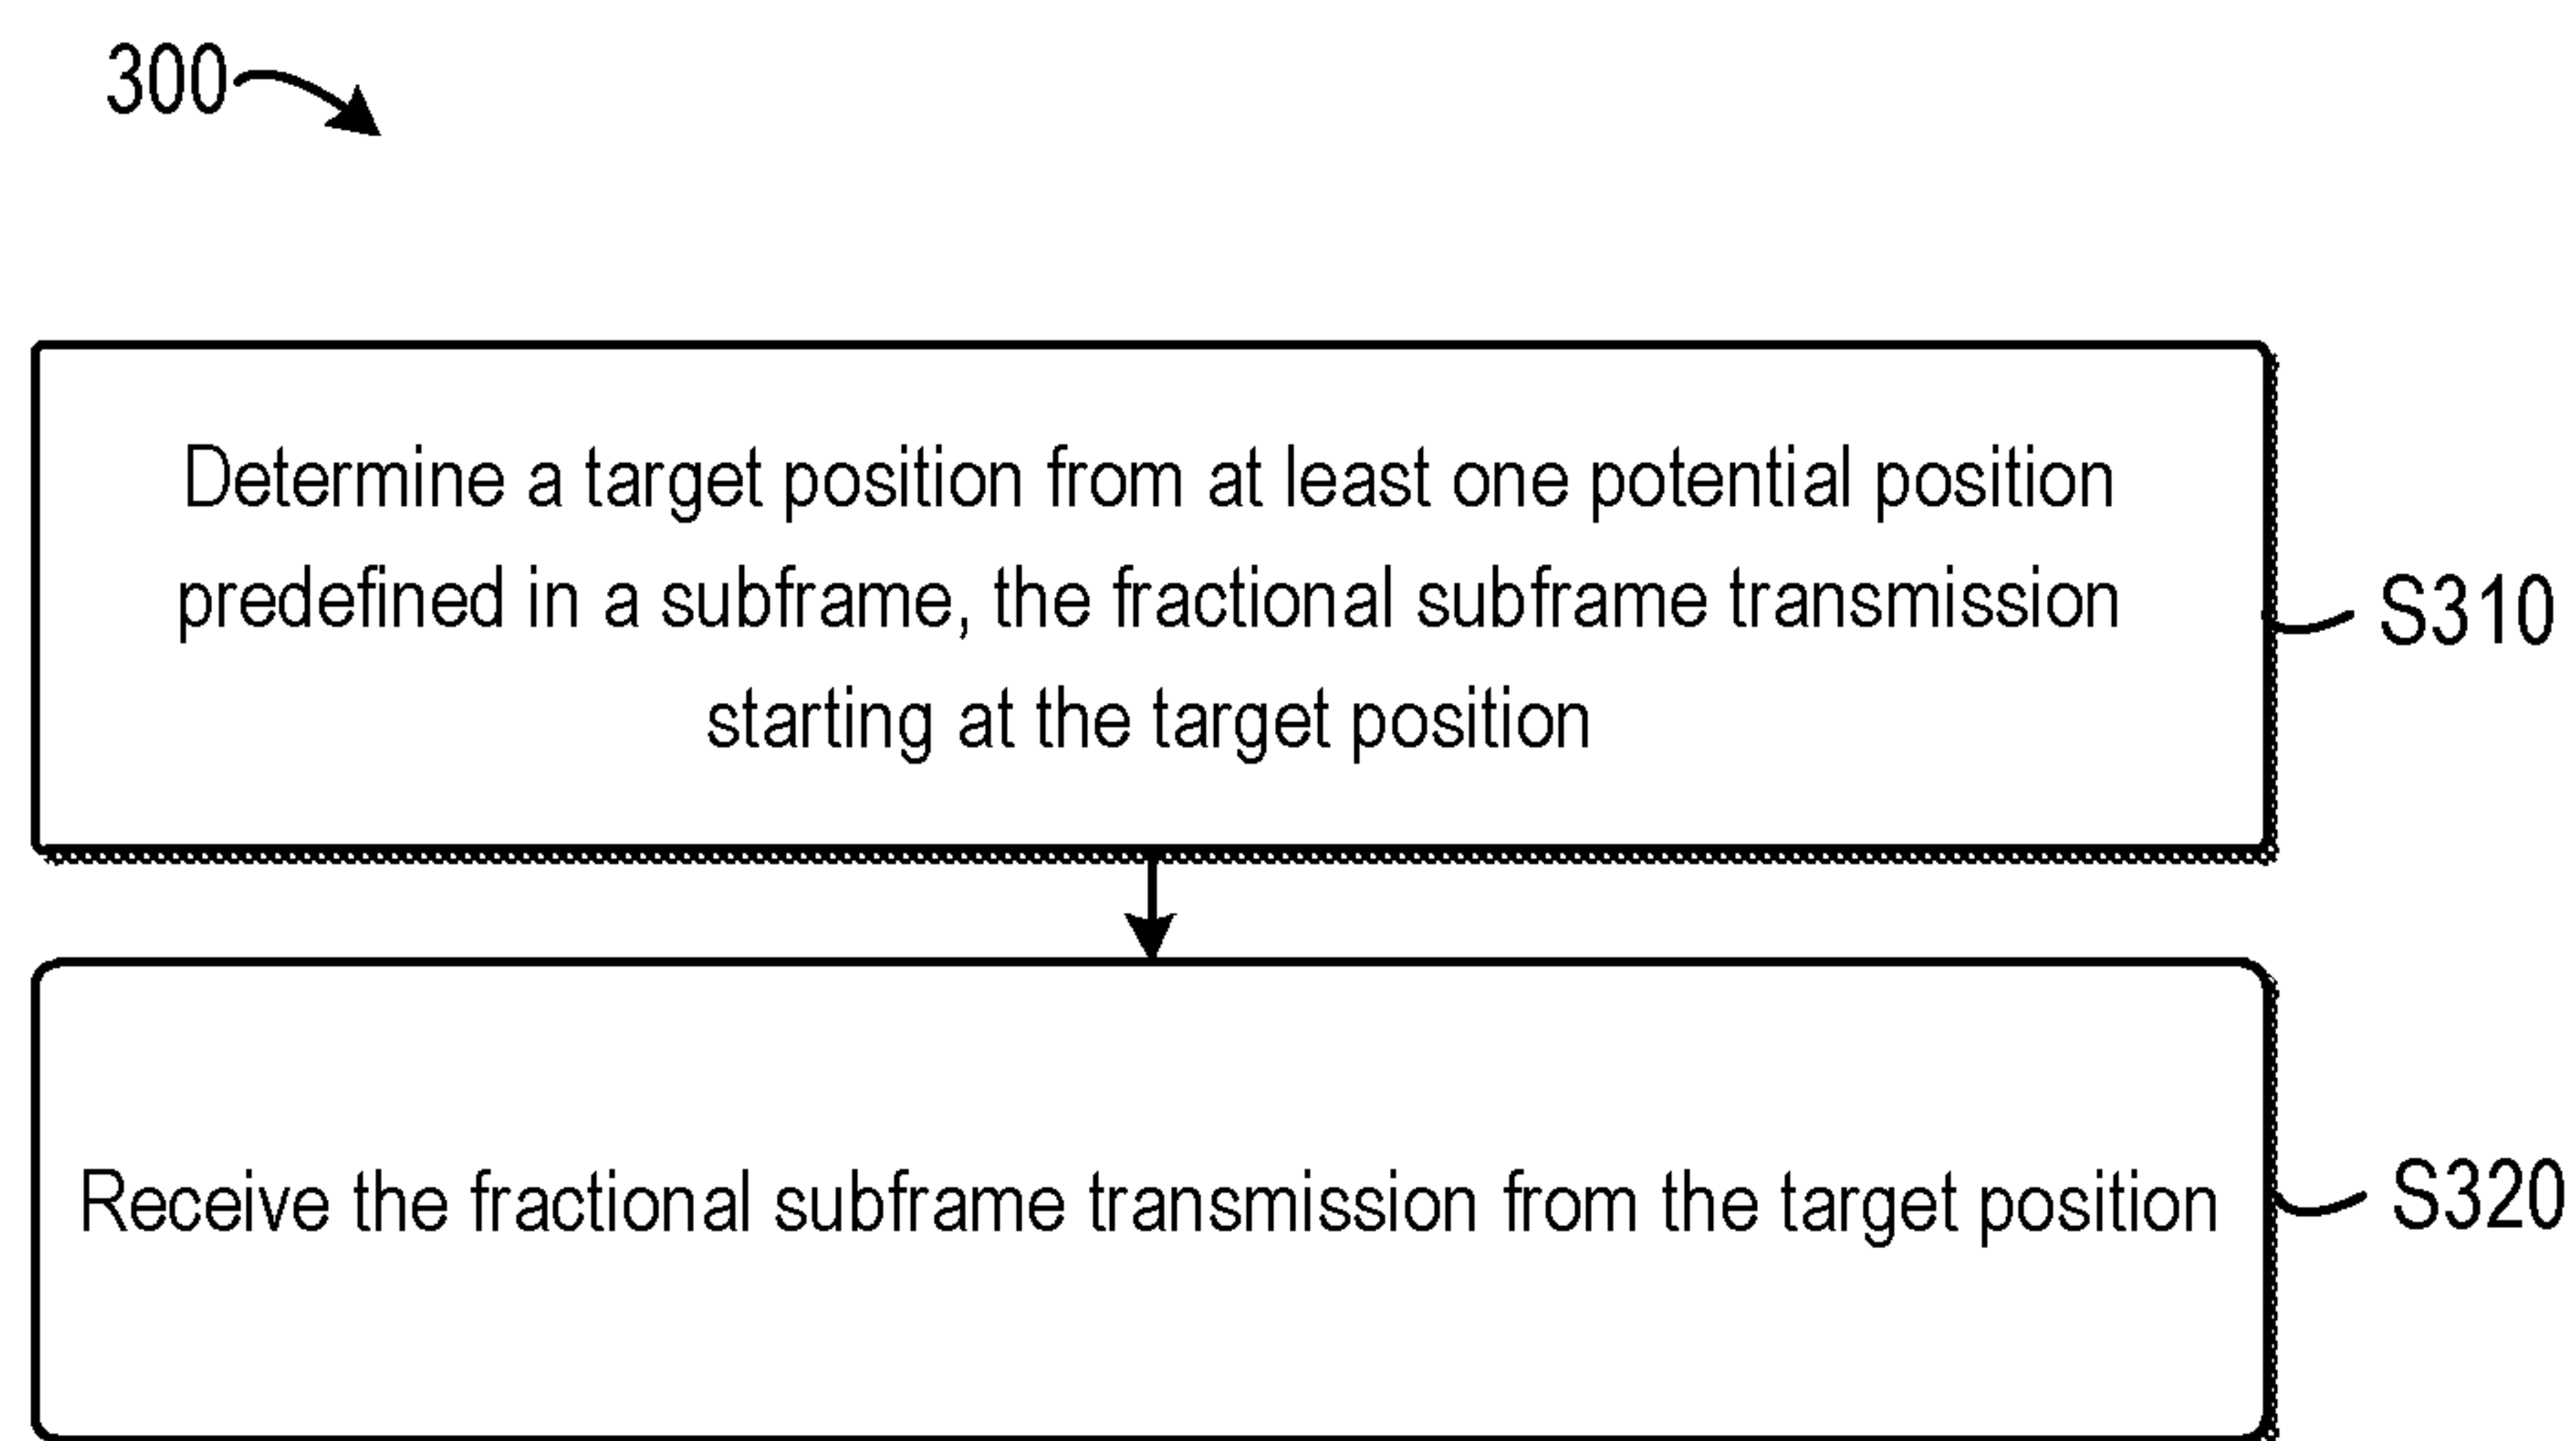 300
Determine a target position from at least one potential position
predefined in a subframe, the fractional subframe transmission
starting at the target position
S310
Receive the fractional subframe transmission from the target position
S320